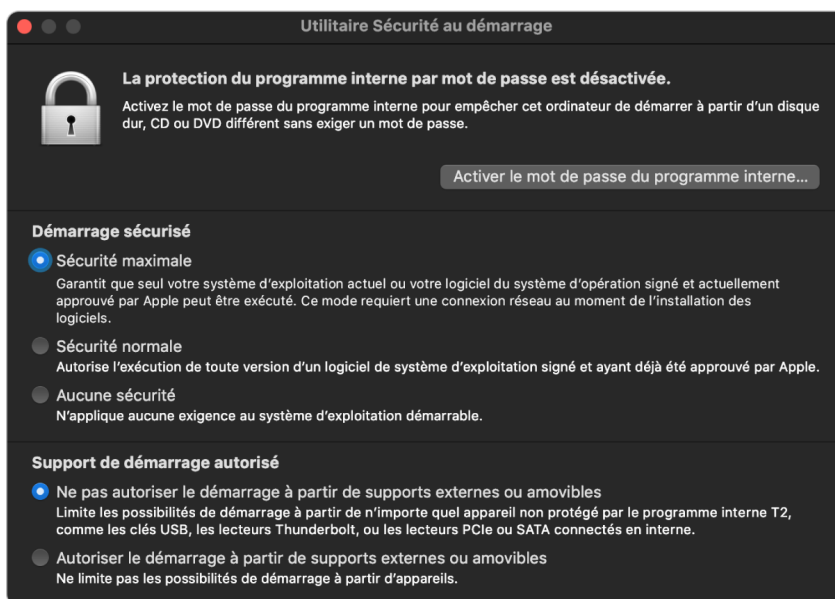 Utilitaire Sécurité au démarrage
La protection du programme interne par mot de passe est désactivée.
Activez le mot de passe du programme interne pour empêcher cet ordinateur de démarrer à partir d’un disque
dur, CD ou DVD différent sans exiger un mot de passe.
Activer le mot de passe du programme interne...
Démarrage sécurisé
Sécurité maximale
Garantit que seul votre système d’exploitation actuel ou votre logiciel du système d’opération signé et actuellement
approuvé par Apple peut être exécuté. Ce mode requiert une connexion réseau au moment de l’installation des
logiciels.
Sécurité normale
Autorise l’exécution de toute version d’un logiciel de système d’exploitation signé et ayant déjà été approuvé par Apple.
Aucune sécurité
N’applique aucune exigence au système d’exploitation démarrable.
Support de démarrage autorisé
Ne pas autoriser le démarrage à partir de supports externes ou amovibles
Limite les possibilités de démarrage à partir de n’importe quel appareil non protégé par le programme interne T2,
comme les clés USB, les lecteurs Thunderbolt, ou les lecteurs PCIe ou SATA connectés en interne.
Autoriser le démarrage à partir de supports externes ou amovibles
Ne limite pas les possibilités de démarrage à partir d’appareils.